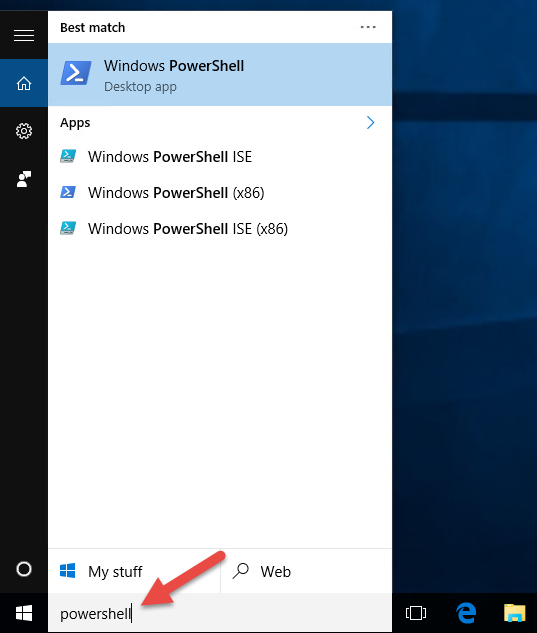 Best match
Windows PowerShell
Desktop app
Apps
Windows PowerShell ISE
Windows PowerShell (x86)
Windows PowerShell ISE (x86)
My stuff
Web
powershell